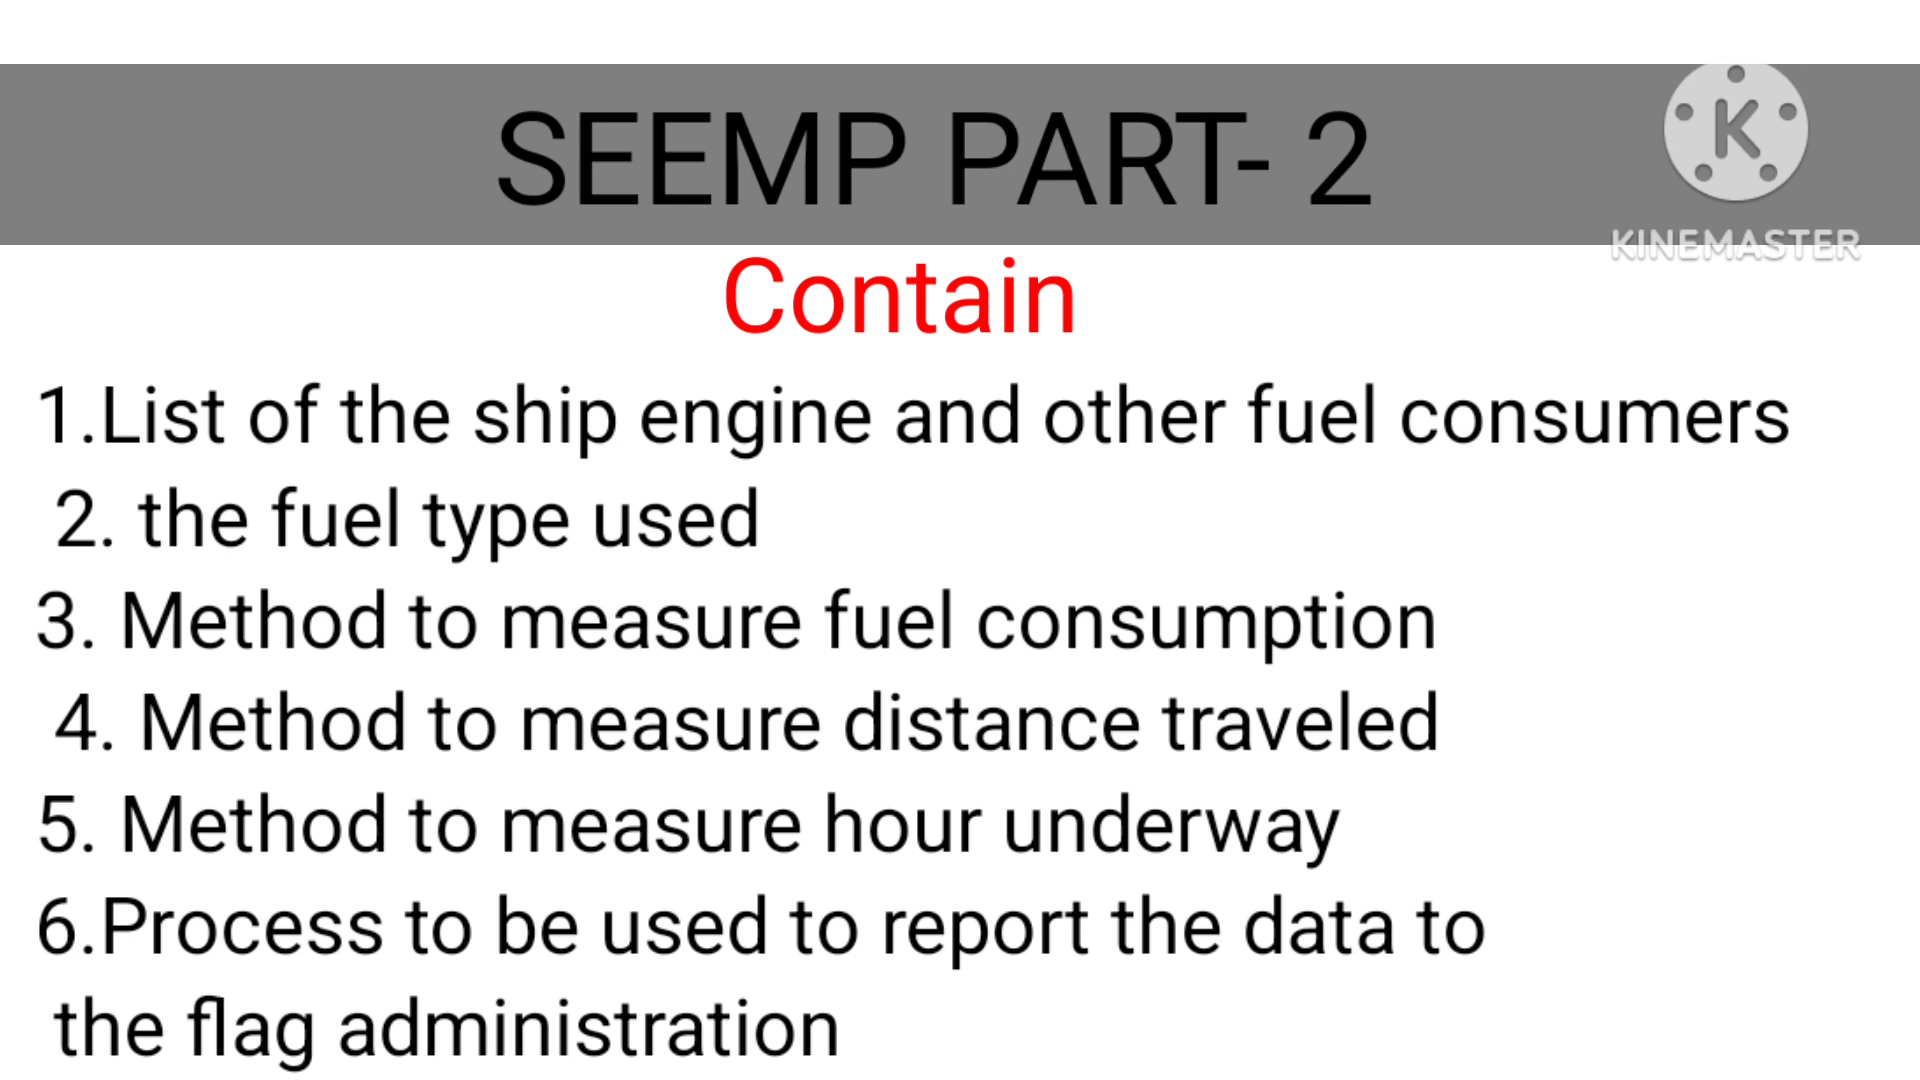 SEEMP PART- 2
K
KINEMASTER
Contain
1.List of the ship engine and other fuel consumers
2. the fuel type used
3. Method to measure fuel consumption
4. Method to measure distance traveled
5. Method to measure hour underway
6.Process to be used to report the data to
the flag administration